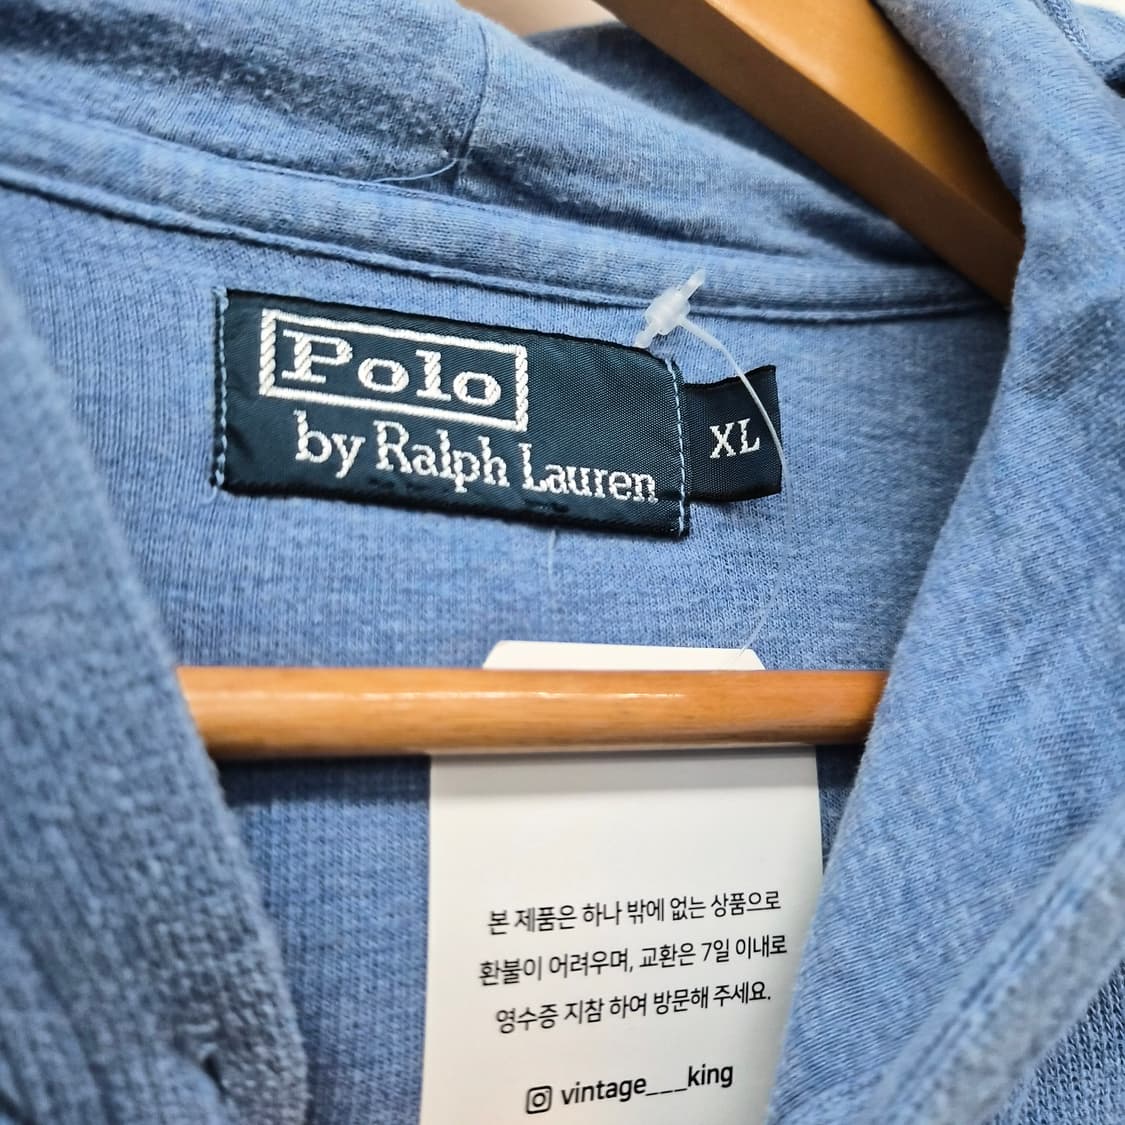 Polo
by Ralph Lauren
XL
본 제품은 하나 밖에 없는 상품으로
환불이 어려우며, 교환은 7일 이내로
영수증 지참 하여 방문해 주세요.
vintage___king